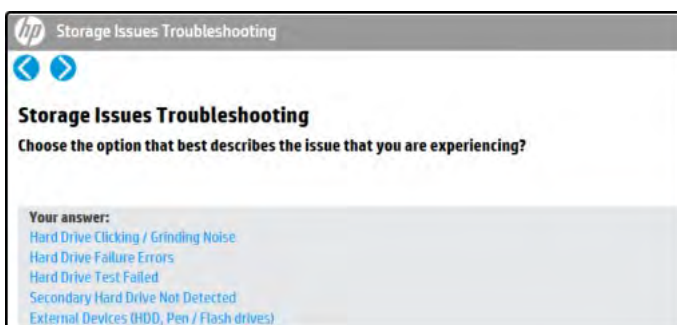 hp Storage Issues Troubleshooting
Storage Issues Troubleshooting
Choose the option that best describes the issue that you are experiencing?
Your answer:
Hard Drive Clicking / Grinding Noise
Hard Drive Failure Errors
Hard Drive Test Failed
Secondary Hard Drive Not Detected
External Devices (HDD, Pen / Flash drives)